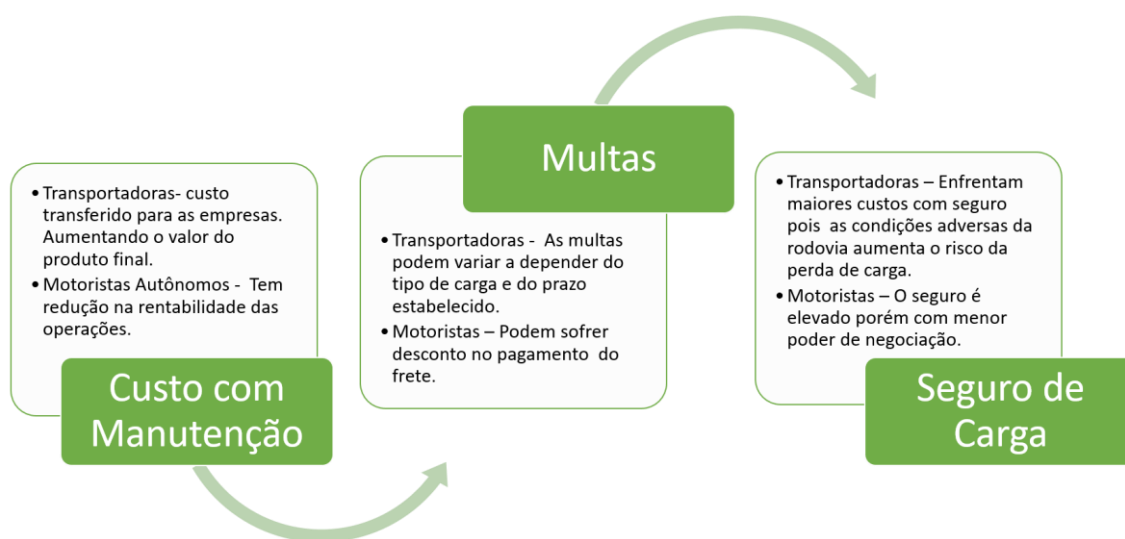 • Transportadoras- custo
transferido para as empresas.
Aumentando o valor do
produto final.
• Motoristas Autônomos - Tem
redução na rentabilidade das
operações.
Custo com
Manutenção
Multas
• Transportadoras - As multas
podem variar a depender do
tipo de carga e do prazo
estabelecido.
• Motoristas – Podem sofrer
desconto no pagamento do
frete.
• Transportadoras – Enfrentam
maiores custos com seguro
pois as condições adversas da
rodovia aumenta o risco da
perda de carga.
• Motoristas – O seguro é
elevado porém com menor
poder de negociação.
Seguro de
Carga